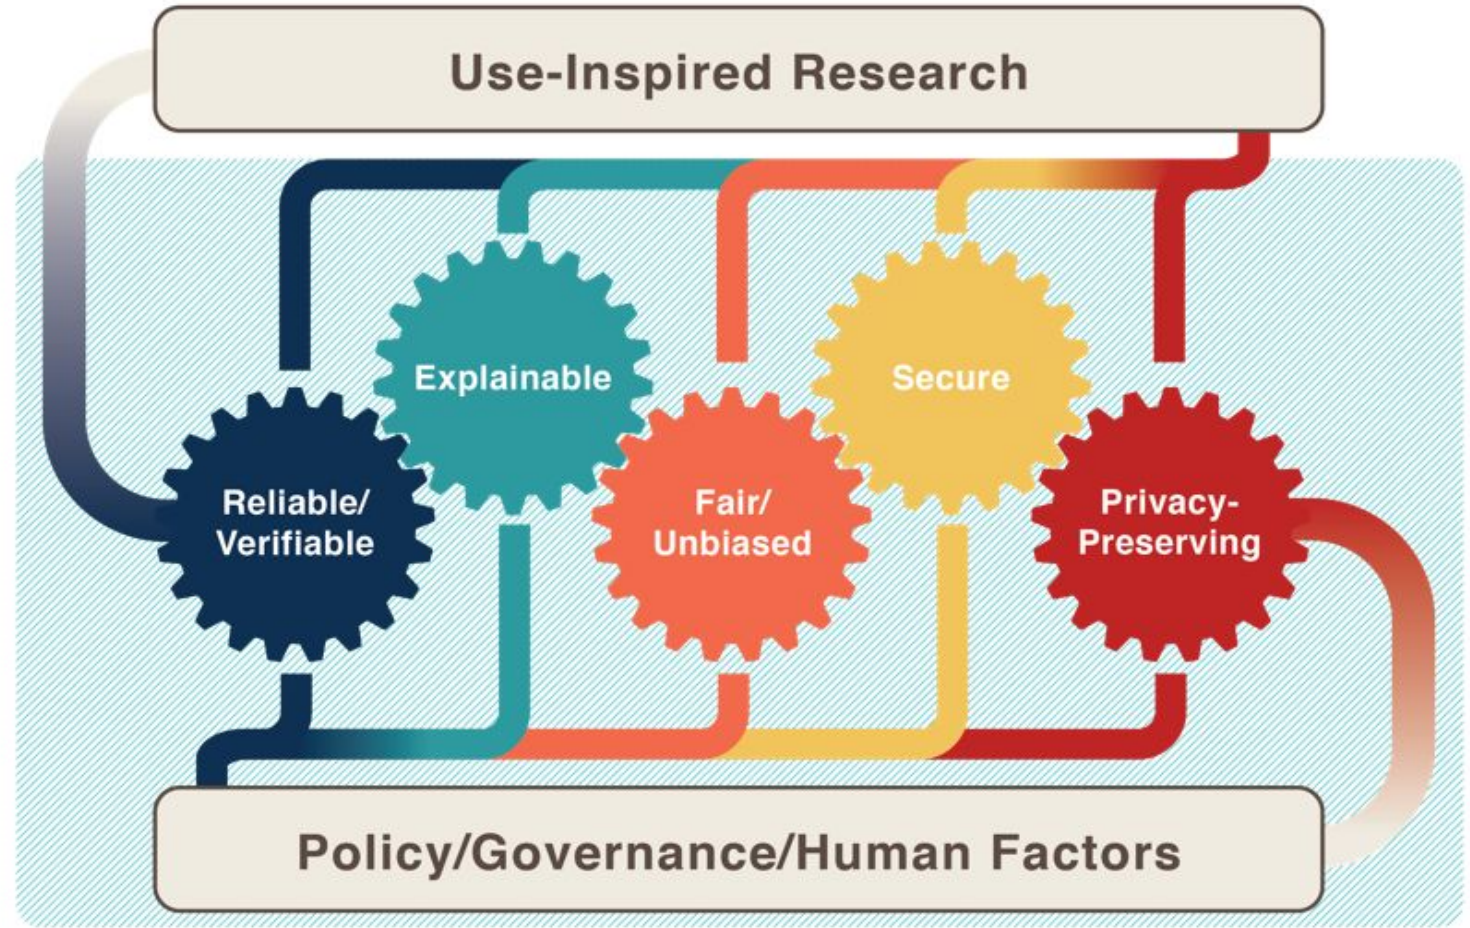 Use-Inspired Research
Explainable
Secure
Reliable/
Verifiable
Fair/
Unbiased
Privacy-
Preserving
Policy/Governance/Human Factors